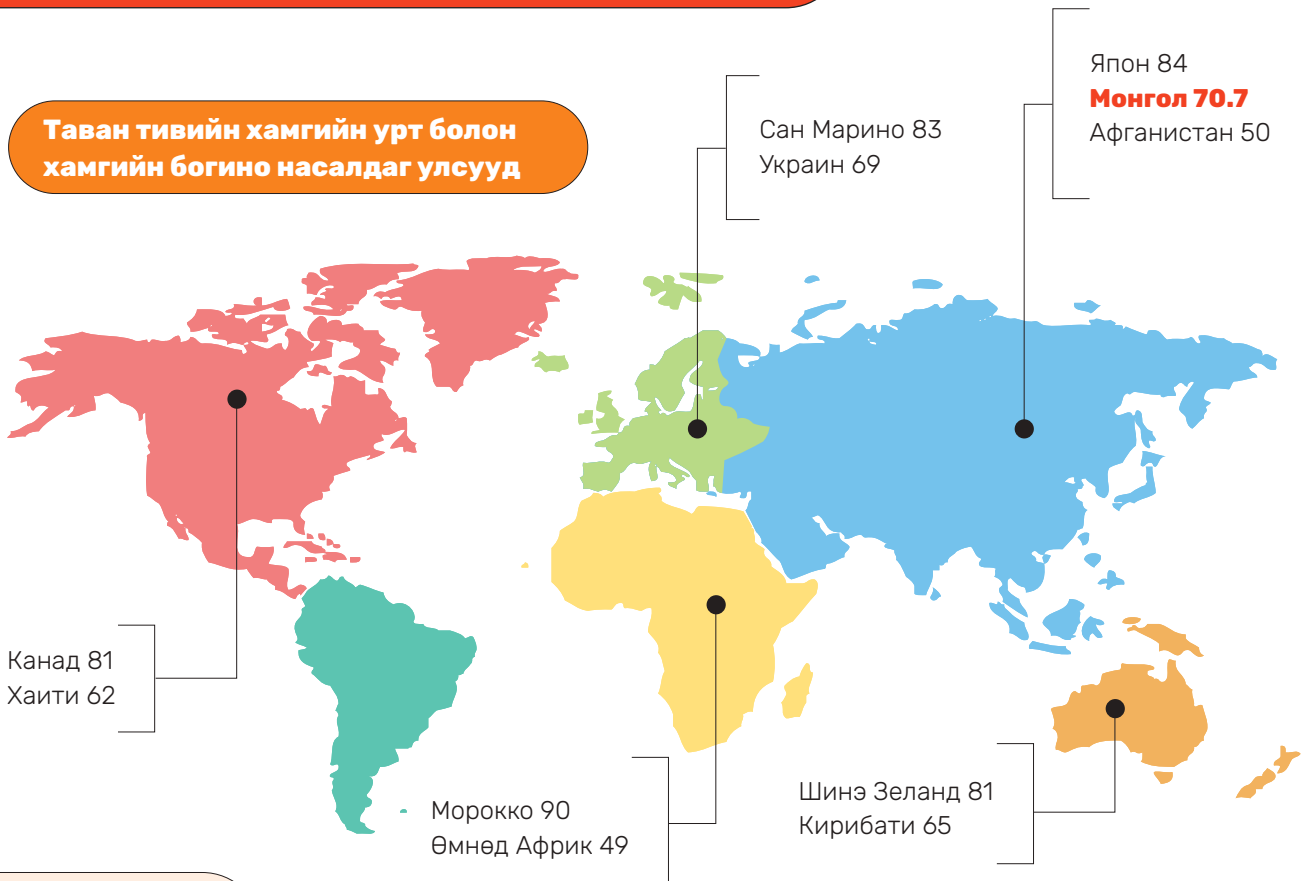 Таван тивийн хамгийн урт болон
хамгийн богино насалдаг улсууд
Сан Марино 83
Украин 69
Япон 84
Монгол 70.7
Афганистан 50
Канад 81
Хаити 62
Морокко 90
Өмнөд Африк 49
Шинэ Зеланд 81
Кирибати 65